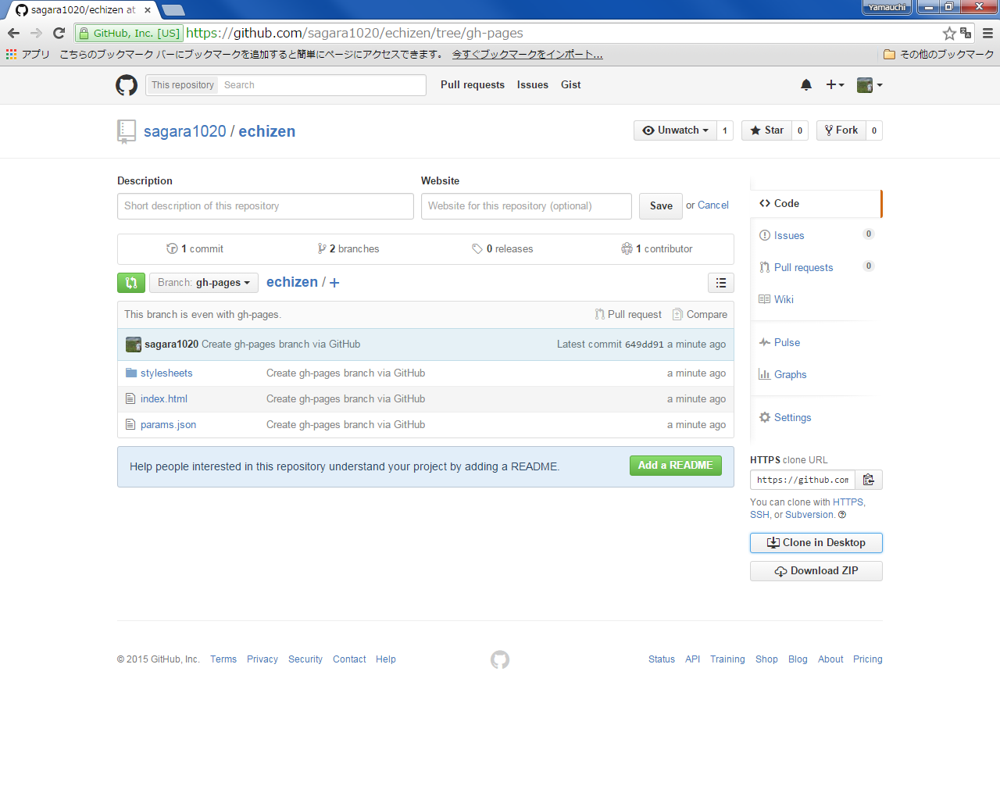 sagara1020/echizen at
Yamauchi
GitHub, Inc. [US] https://github.com/sagara1020/echizen/tree/gh-pages
アプリ こちらのブックマーク バーにブックマークを追加すると簡単にページにアクセスできます。 今すぐブックマークをインポート... その他のブックマーク
This repository Search Pull requests Issues Gist
sagara1020 / echizen Unwatch 1 Star 0 Fork 0
Description Website
Short description of this repository Website for this repository (optional) Save or Cancel
1 commit 2 branches 0 releases 1 contributor
Branch: gh-pages echizen / +
This branch is even with gh-pages. Pull request Compare
sagara1020 Create gh-pages branch via GitHub Latest commit 649dd91 a minute ago
stylesheets Create gh-pages branch via GitHub a minute ago
index.html Create gh-pages branch via GitHub a minute ago
params.json Create gh-pages branch via GitHub a minute ago
Help people interested in this repository understand your project by adding a README. Add a README
Code
Issues 0
Pull requests 0
Wiki
Pulse
Graphs
Settings
HTTPS clone URL
https://github.com
You can clone with HTTPS,
SSH, or Subversion.
Clone in Desktop
Download ZIP
© 2015 GitHub, Inc. Terms Privacy Security Contact Help Status API Training Shop Blog About Pricing